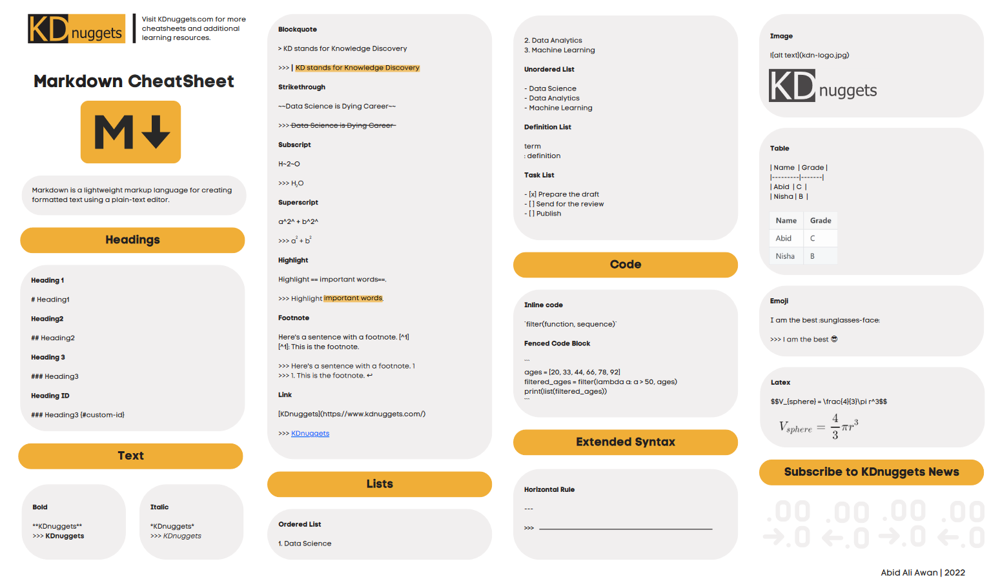 KD nuggets
Visit KDnuggets.com for more
cheatsheets and additional
learning resources.
Markdown CheatSheet
M
Markdown is a lightweight markup language for creating
formatted text using a plain-text editor.
Headings
Heading 1
# Heading1
Heading2
## Heading2
Heading 3
### Heading3
Heading ID
### Heading3 {#custom-id}
Text
Bold
**KDnuggets**
>>> KDnuggets
Italic
*KDnuggets*
>>> KDnuggets
Blockquote
> KD stands for Knowledge Discovery
>>> | KD stands for Knowledge Discovery
Strikethrough
~~Data Science is Dying Career~~
>>> Data Science is Dying Career
Subscript
H~2~O
>>> H₂O
Superscript
a^2^ + b^2^
>>> a² + b²
Highlight
Highlight == important words==.
>>> Highlight important words.
Footnote
Here's a sentence with a footnote. [^1]
[^1]: This is the footnote.
>>> Here's a sentence with a footnote. 1
>>> 1. This is the footnote. ↩
Link
[KDnuggets](https://www.kdnuggets.com/)
>>> KDnuggets
Lists
Ordered List
1. Data Science
2. Data Analytics
3. Machine Learning
Unordered List
- Data Science
- Data Analytics
- Machine Learning
Definition List
term
: definition
Task List
- [x] Prepare the draft
- [ ] Send for the review
- [ ] Publish
Code
Inline code
`filter(function, sequence)`
Fenced Code Block
```
ages = [20, 33, 44, 66, 78, 92]
filtered_ages = filter(lambda a: a > 50, ages)
print(list(filtered_ages))
```
Extended Syntax
Horizontal Rule
---
>>>
Image
![alt text](kdn-logo.jpg)
KD nuggets
Table
| Name | Grade |
|---------|-------|
| Abid | C |
| Nisha | B |
Name Grade
Abid C
Nisha B
Emoji
I am the best :sunglasses-face:
>>> I am the best 😎
Latex
$$V_{sphere} = \frac{4}{3}\pi r^3$$
V_sphere = 4/3 πr³
Subscribe to KDnuggets News
.00 .00 .00 .00
→.0 ←.0 →.0 ←.0
Abid Ali Awan | 2022